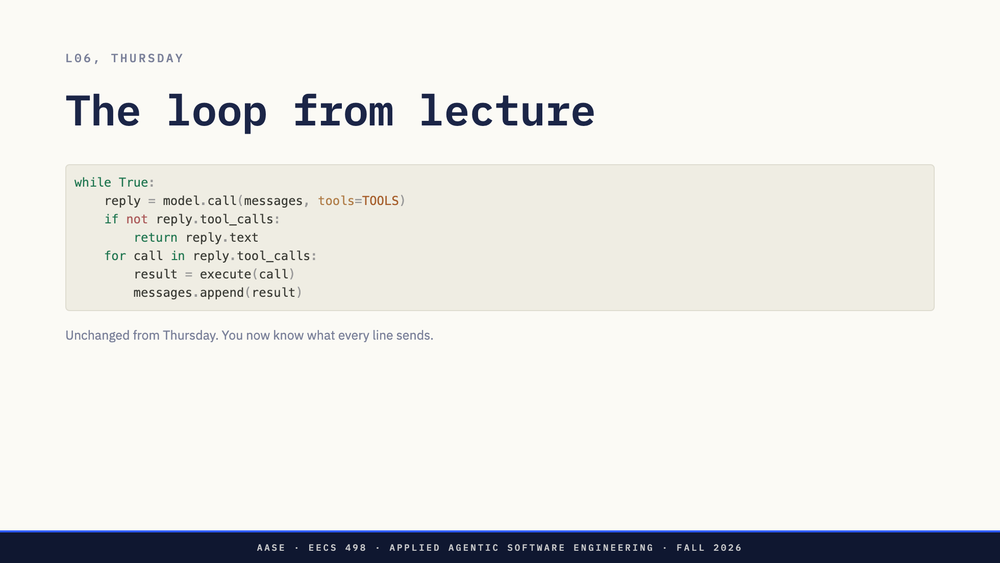 L06, THURSDAY
The loop from lecture
while True:
    reply = model.call(messages, tools=TOOLS)
    if not reply.tool_calls:
        return reply.text
    for call in reply.tool_calls:
        result = execute(call)
        messages.append(result)
Unchanged from Thursday. You now know what every line sends.
AASE · EECS 498 · APPLIED AGENTIC SOFTWARE ENGINEERING · FALL 2026